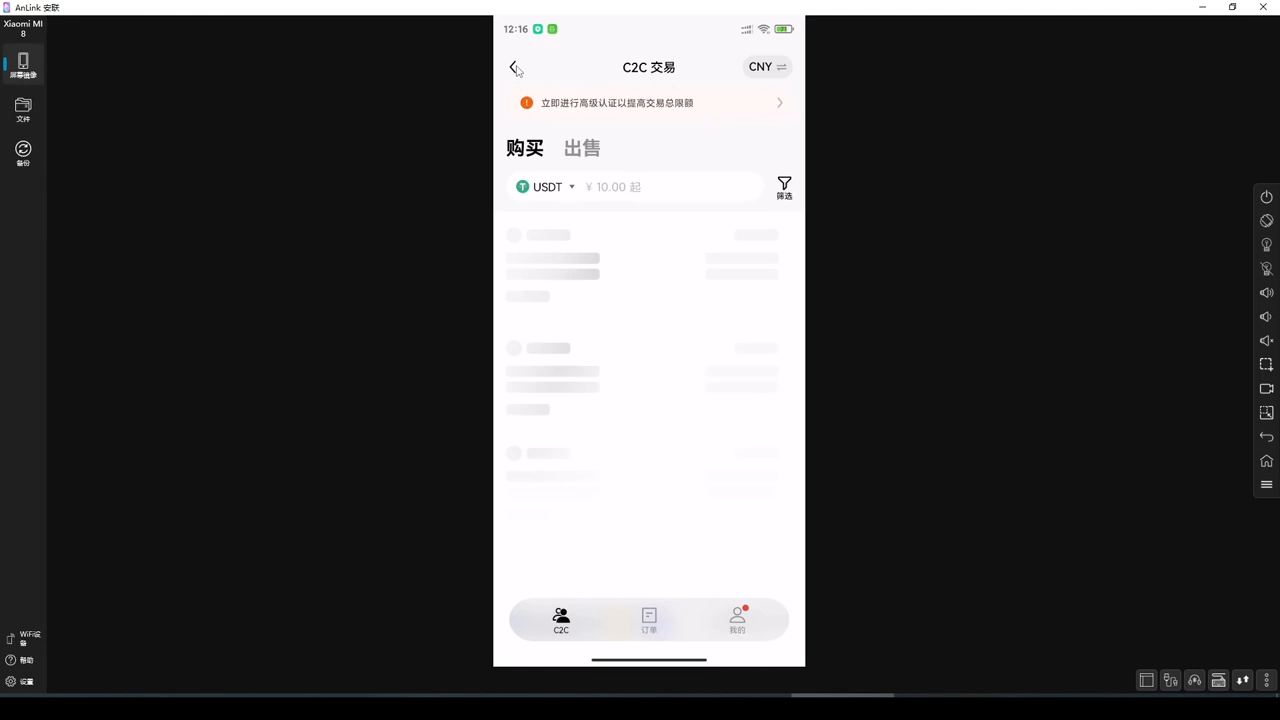 AnLink 安联
Xiaomi MI
8
屏幕镜像
文件
备份
WiFi设
备
帮助
设置
12:16
C2C 交易
CNY
立即进行高级认证以提高交易总限额
购买 出售
USDT ¥ 10.00 起
筛选
C2C 订单 我的